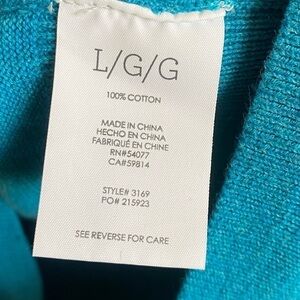 L/G/G
100% COTTON
MADE IN CHINA
HECHO EN CHINA
FABRIQUÉ EN CHINE
RN#54077
CA#59814
STYLE# 3169
PO# 215923
SEE REVERSE FOR CARE